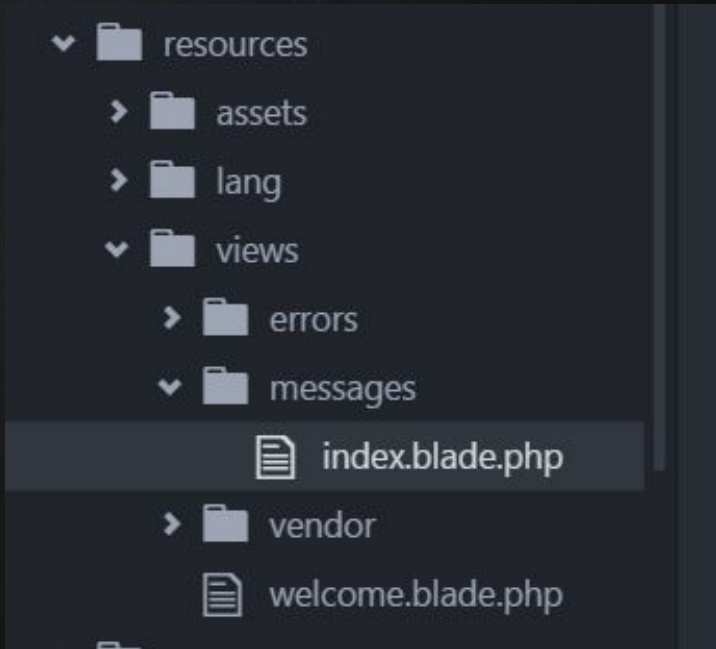 resources
assets
lang
views
errors
messages
index.blade.php
vendor
welcome.blade.php